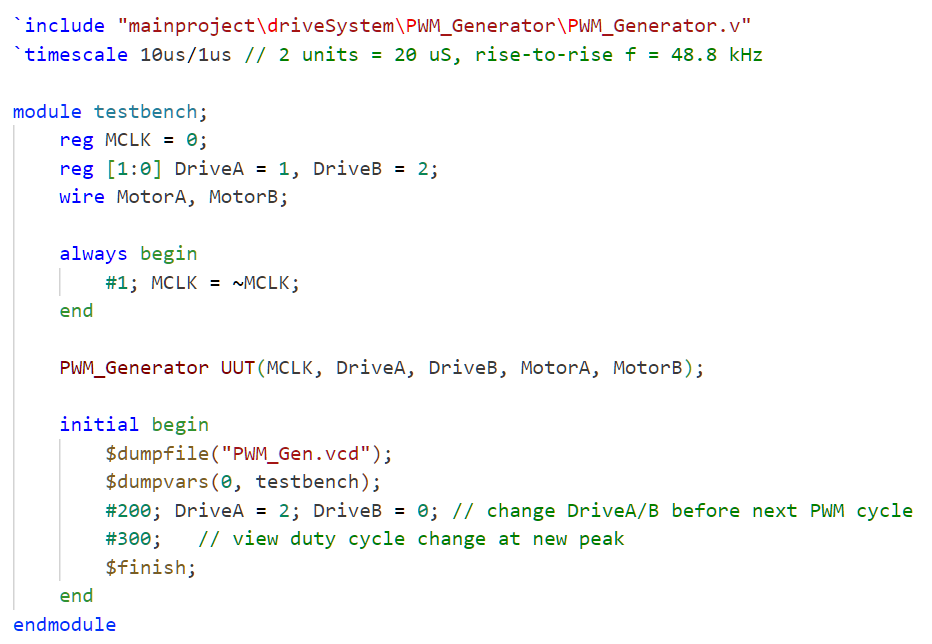 `include "mainproject\driveSystem\PWM_Generator\PWM_Generator.v"
`timescale 10us/1us // 2 units = 20 uS, rise-to-rise f = 48.8 kHz
module testbench;
reg MCLK = 0;
reg [1:0] DriveA = 1, DriveB = 2;
wire MotorA, MotorB;
always begin
#1; MCLK = ~MCLK;
end
PWM_Generator UUT(MCLK, DriveA, DriveB, MotorA, MotorB);
initial begin
$dumpfile("PWM_Gen.vcd");
$dumpvars(0, testbench);
#200; DriveA = 2; DriveB = 0; // change DriveA/B before next PWM cycle
#300;   // view duty cycle change at new peak
$finish;
end
endmodule